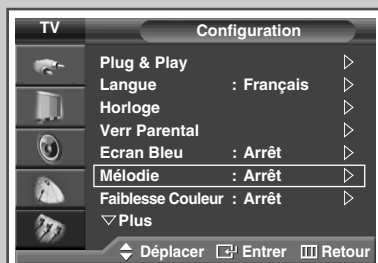 TV
Configuration
Plug & Play
Langue : Français
Horloge
Verr Parental
Ecran Bleu : Arrêt
Mélodie : Arrêt
Faiblesse Couleur : Arrêt
▽Plus
Déplacer Entrer Retour